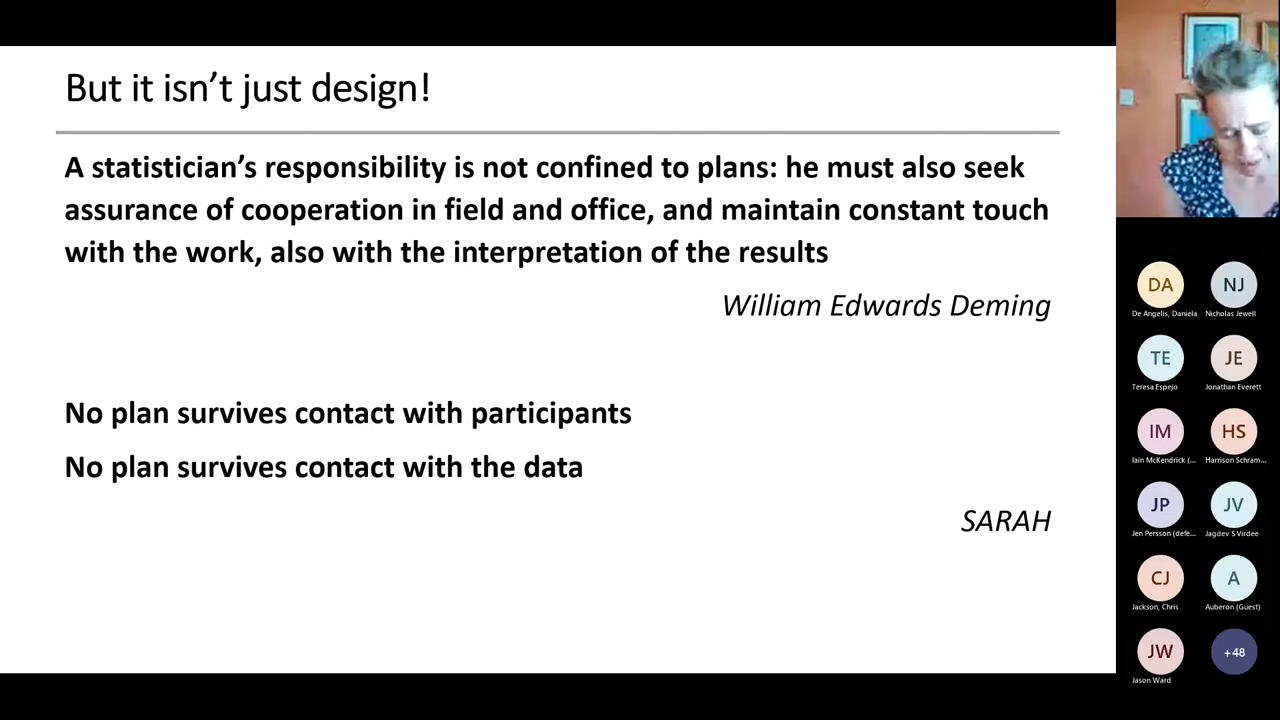 But it isn’t just design!
A statistician’s responsibility is not confined to plans: he must also seek
assurance of cooperation in field and office, and maintain constant touch
with the work, also with the interpretation of the results
William Edwards Deming
No plan survives contact with participants
No plan survives contact with the data
SARAH
DA
NJ
De Angelis, Daniela
Nicholas Jewell
TE
JE
Teresa Espejo
Jonathan Everett
IM
HS
Iain McKendrick (...
Harrison Schram...
JP
JV
Jen Persson (defe...
Jagdev S Virdee
CJ
A
Jackson, Chris
Auberon (Guest)
JW
+48
Jason Ward